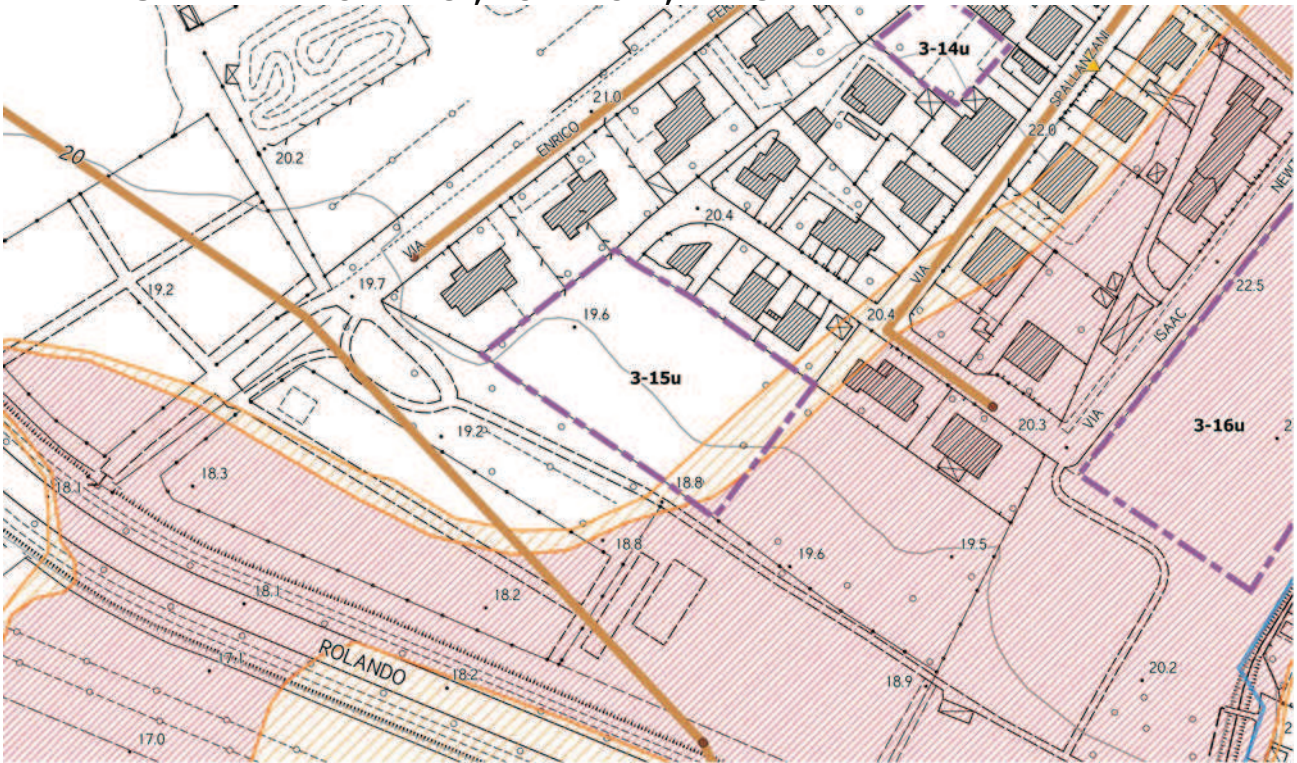 3-14u
FER
SPALLANZANI
21.0
ENRICO
22.0
20
20.2
NEWT
20.4
VIA
VIA
19.2
19.7
22.5
19.6
20.4
ISAAC
3-15u
VIA
19.2
20.3
3-16u
18.3
18.8
18.1
18.8
19.6
19.5
18.1
18.2
ROLANDO
17.1
18.2
18.9
20.2
17.0